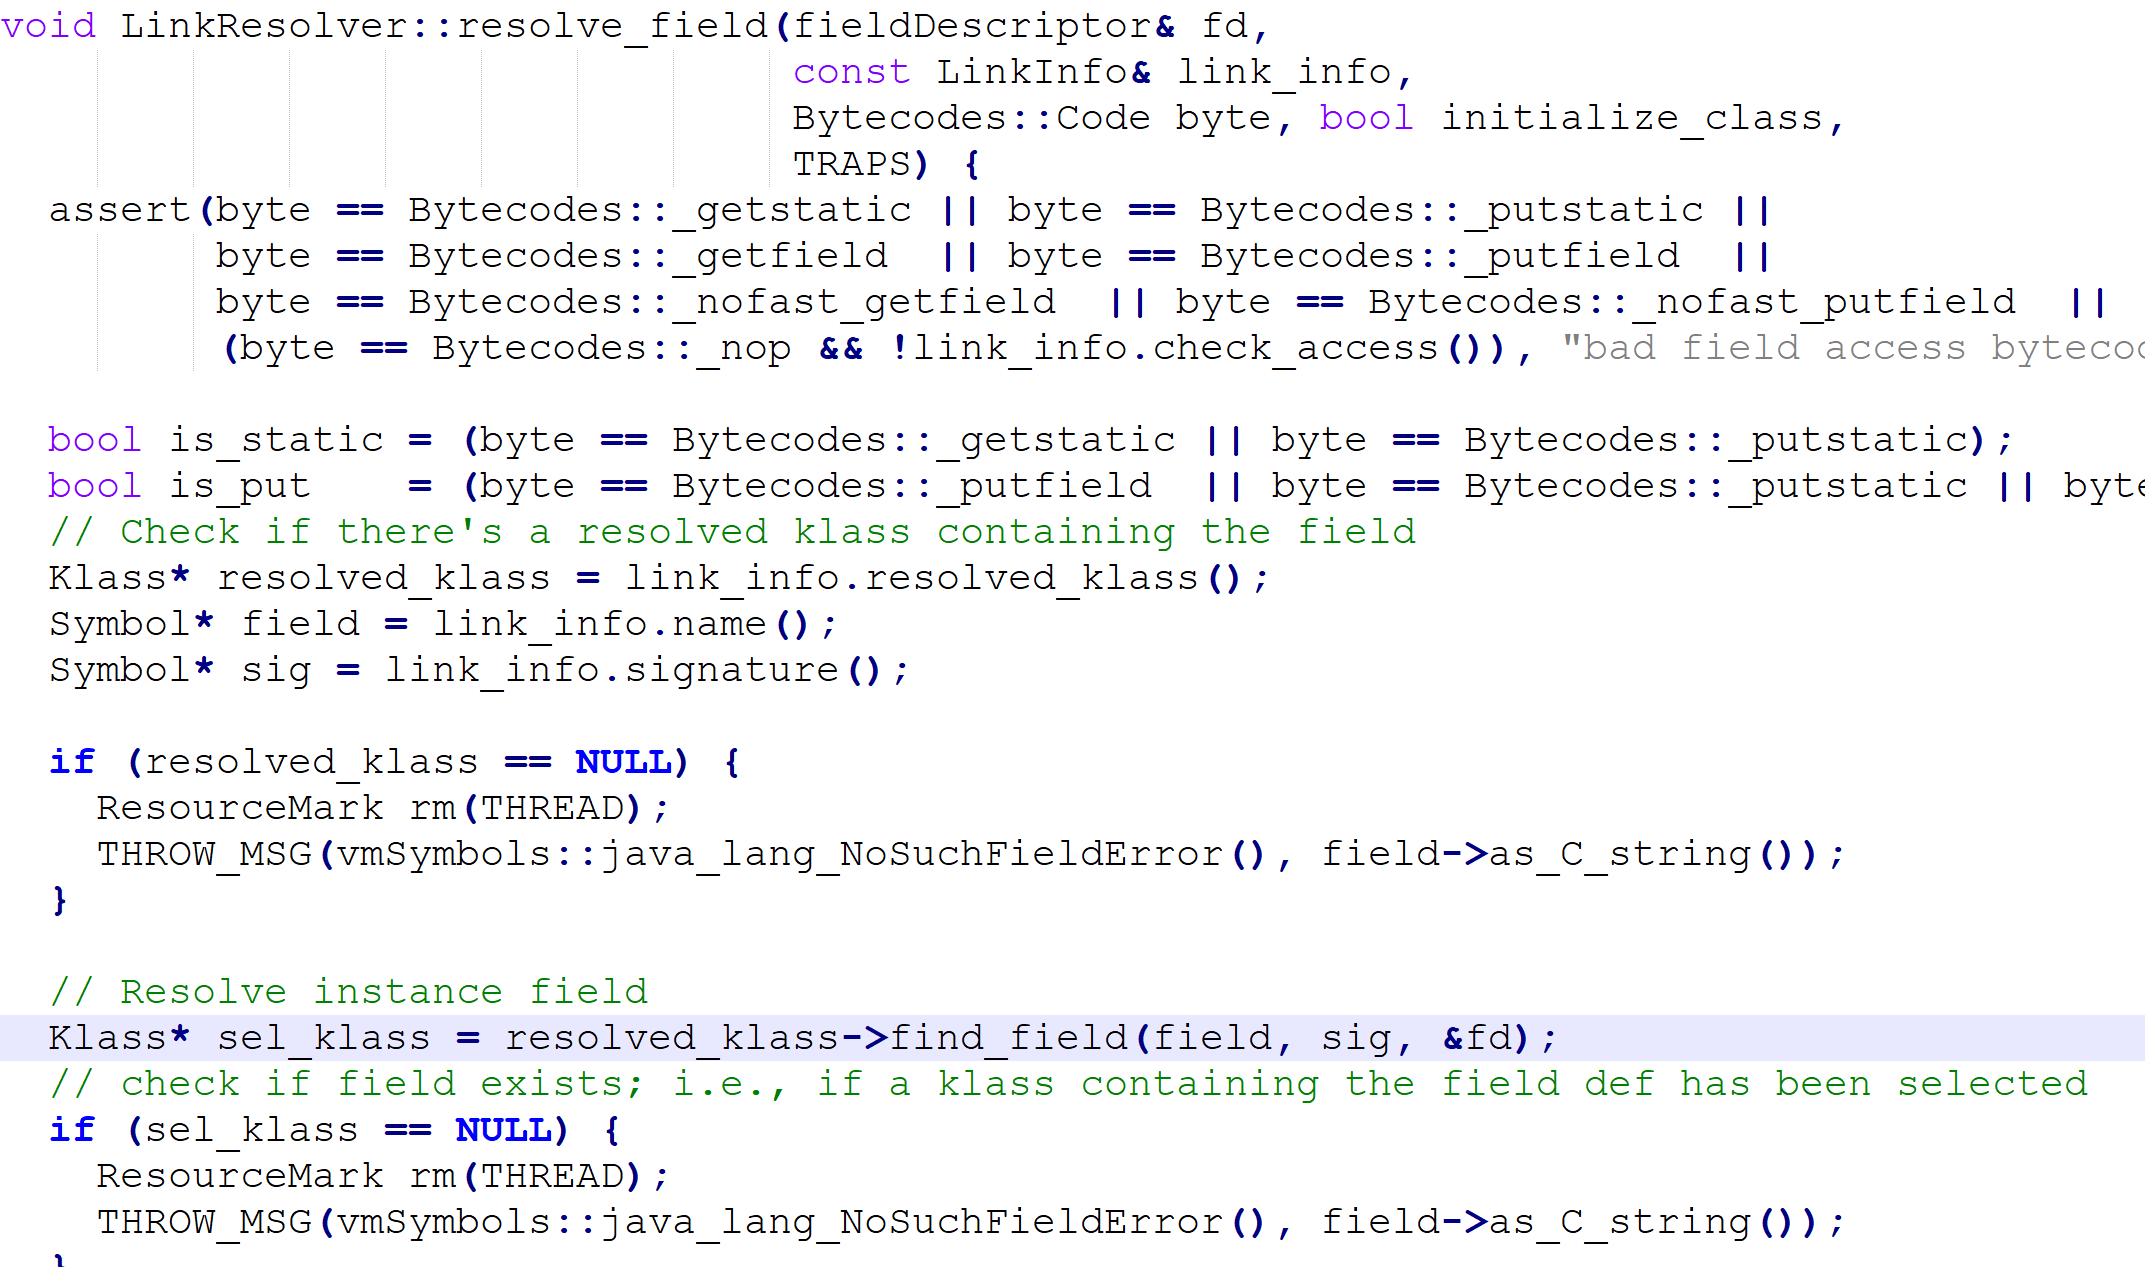 void LinkResolver::resolve_field(fieldDescriptor& fd,
                                 const LinkInfo& link_info,
                                 Bytecodes::Code byte, bool initialize_class,
                                 TRAPS) {
  assert(byte == Bytecodes::_getstatic || byte == Bytecodes::_putstatic ||
         byte == Bytecodes::_getfield  || byte == Bytecodes::_putfield  ||
         byte == Bytecodes::_nofast_getfield  || byte == Bytecodes::_nofast_putfield  ||
         (byte == Bytecodes::_nop && !link_info.check_access()), "bad field access

  bool is_static = (byte == Bytecodes::_getstatic || byte == Bytecodes::_putstatic);
  bool is_put    = (byte == Bytecodes::_putfield  || byte == Bytecodes::_putstatic || byte
  // Check if there's a resolved klass containing the field
  Klass* resolved_klass = link_info.resolved_klass();
  Symbol* field = link_info.name();
  Symbol* sig = link_info.signature();

  if (resolved_klass == NULL) {
    ResourceMark rm(THREAD);
    THROW_MSG(vmSymbols::java_lang_NoSuchFieldError(), field->as_C_string());
  }

  // Resolve instance field
  Klass* sel_klass = resolved_klass->find_field(field, sig, &fd);
  // check if field exists; i.e., if a klass containing the field def has been selected
  if (sel_klass == NULL) {
    ResourceMark rm(THREAD);
    THROW_MSG(vmSymbols::java_lang_NoSuchFieldError(), field->as_C_string());
  }